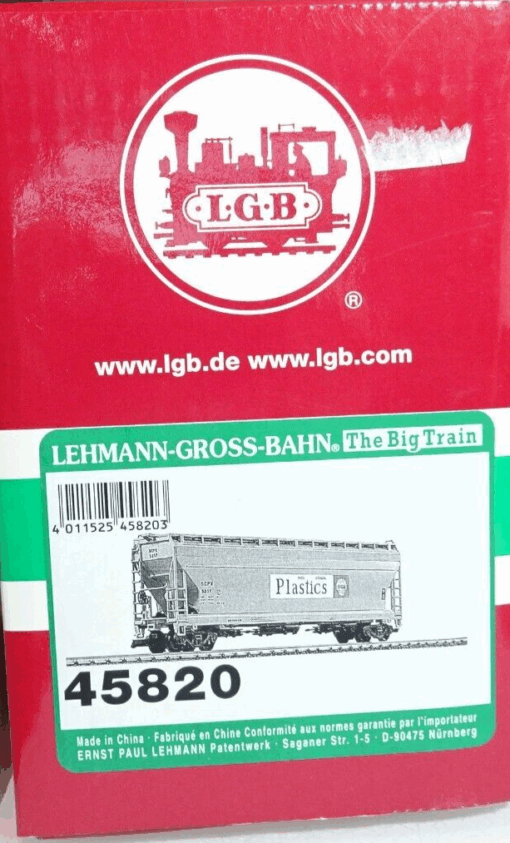 L·G·B
®
www.lgb.de www.lgb.com
LEHMANN-GROSS-BAHN® The Big Train
4 011525 458203
Plastics
45820
Made in China · Fabriqué en Chine Conformité aux normes garantie par l'importateur
ERNST PAUL LEHMANN Patentwerk · Saganer Str. 1-5 · D-90475 Nürnberg